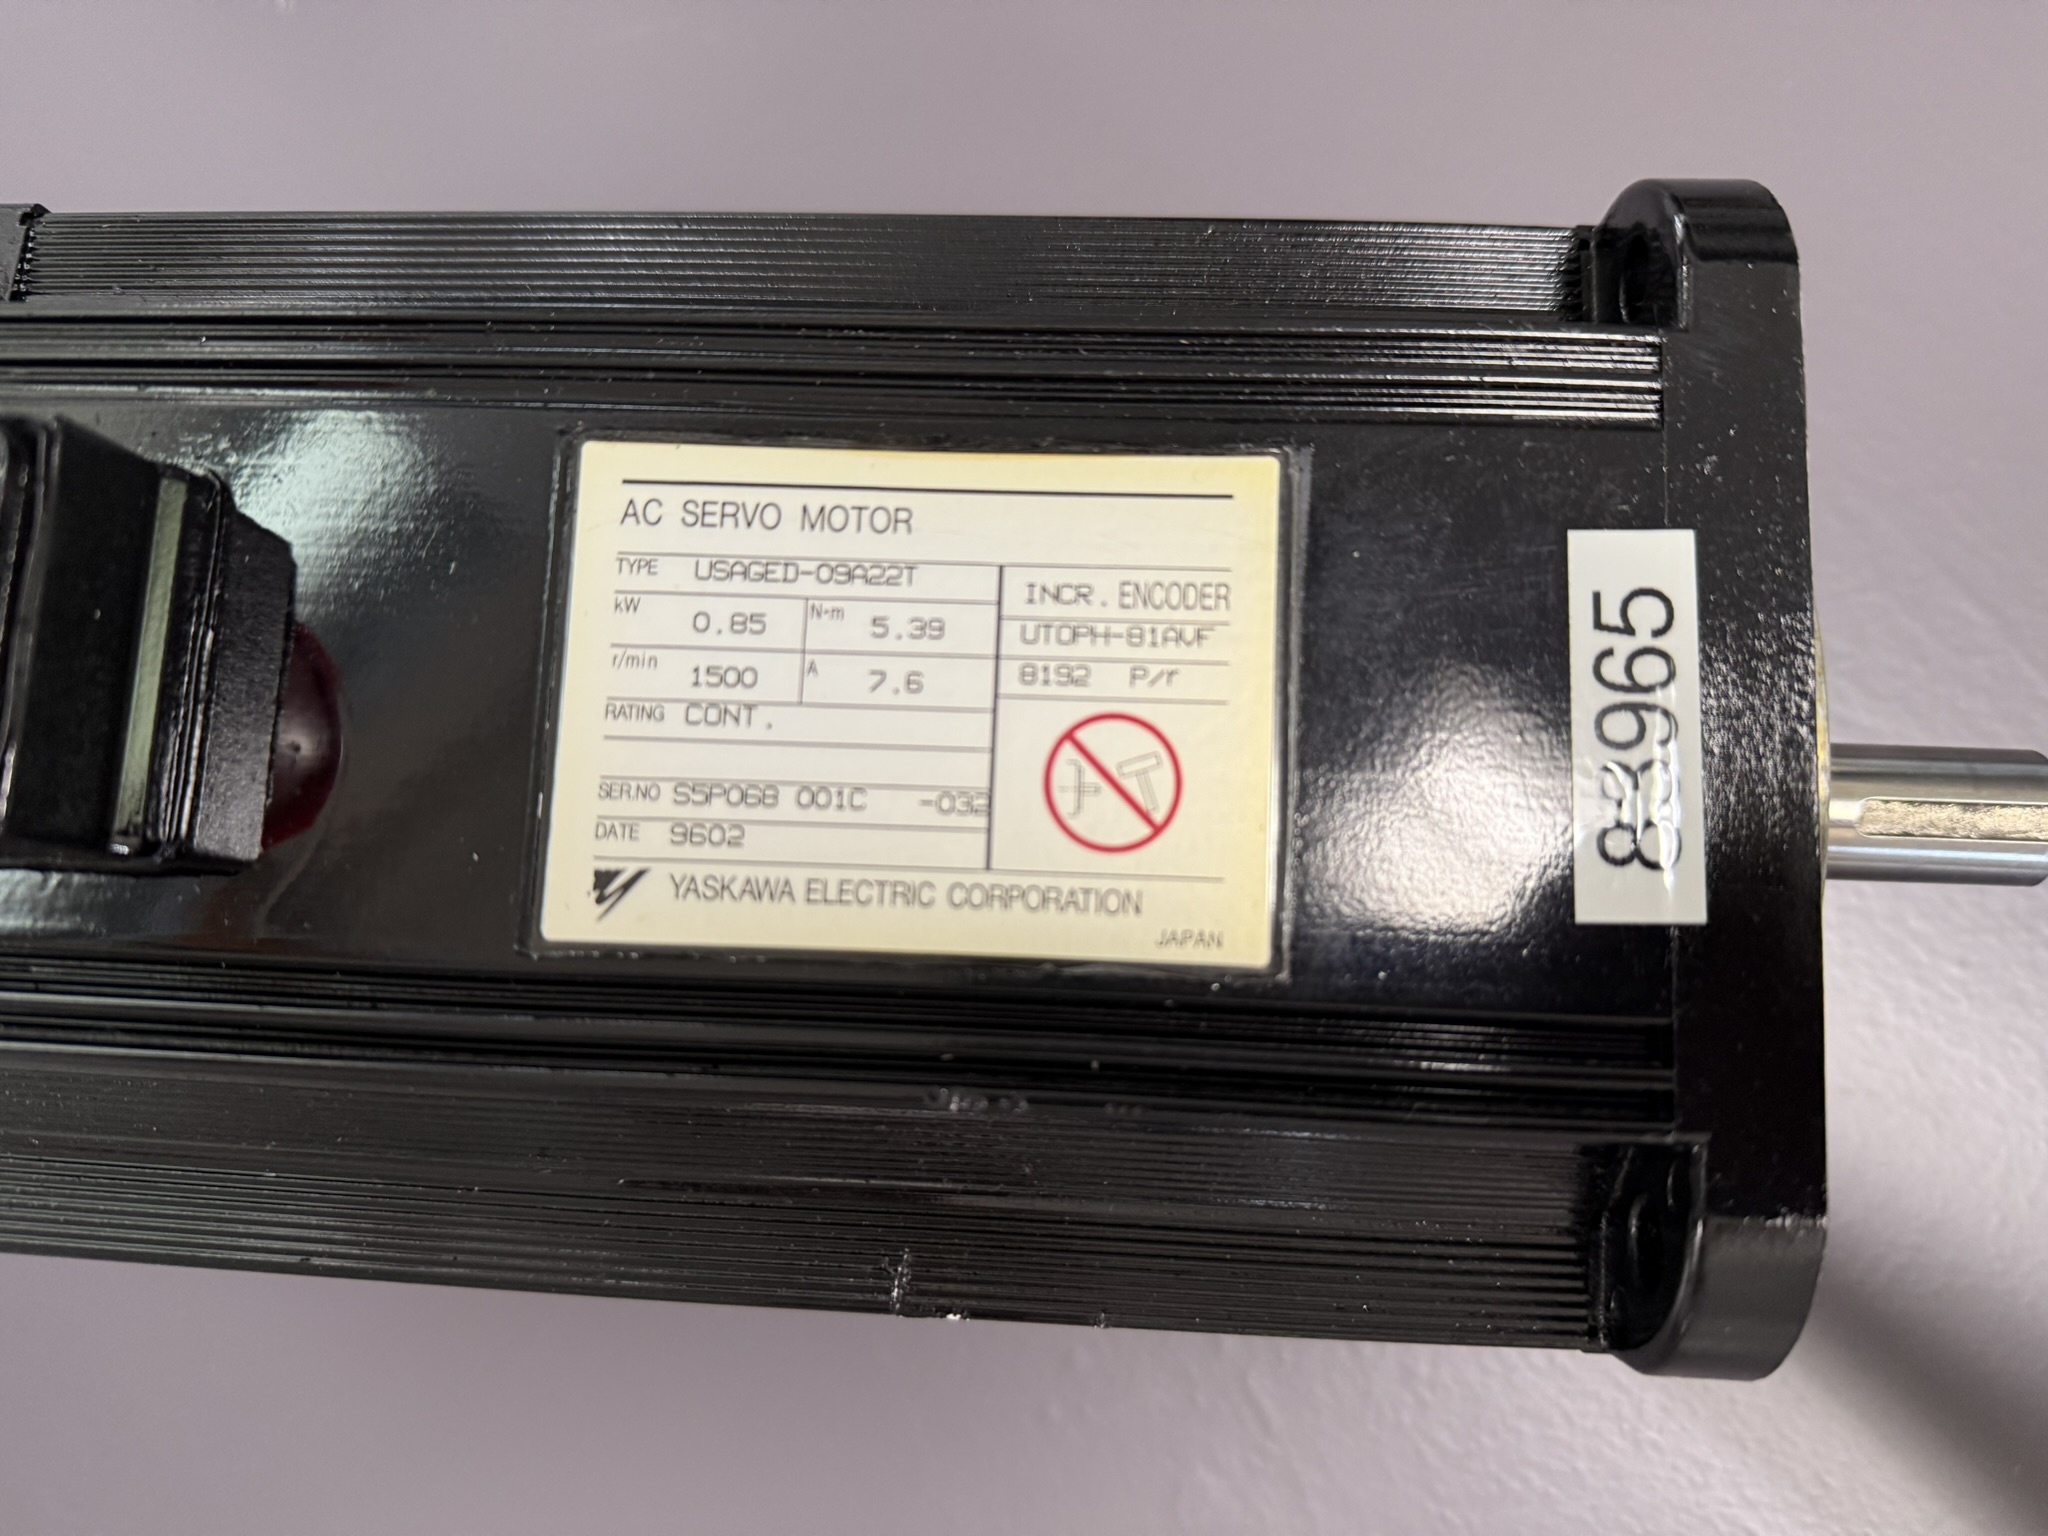 AC SERVO MOTOR
TYPE USAGED-09A22T
kW 0.85 N·m 5.39
r/min 1500 A 7.6
RATING CONT.
SER.NO S5P068 001C -032
DATE 9602
INCR. ENCODER
UTOPH-81AVF
8192 P/r
YASKAWA ELECTRIC CORPORATION
JAPAN
83965